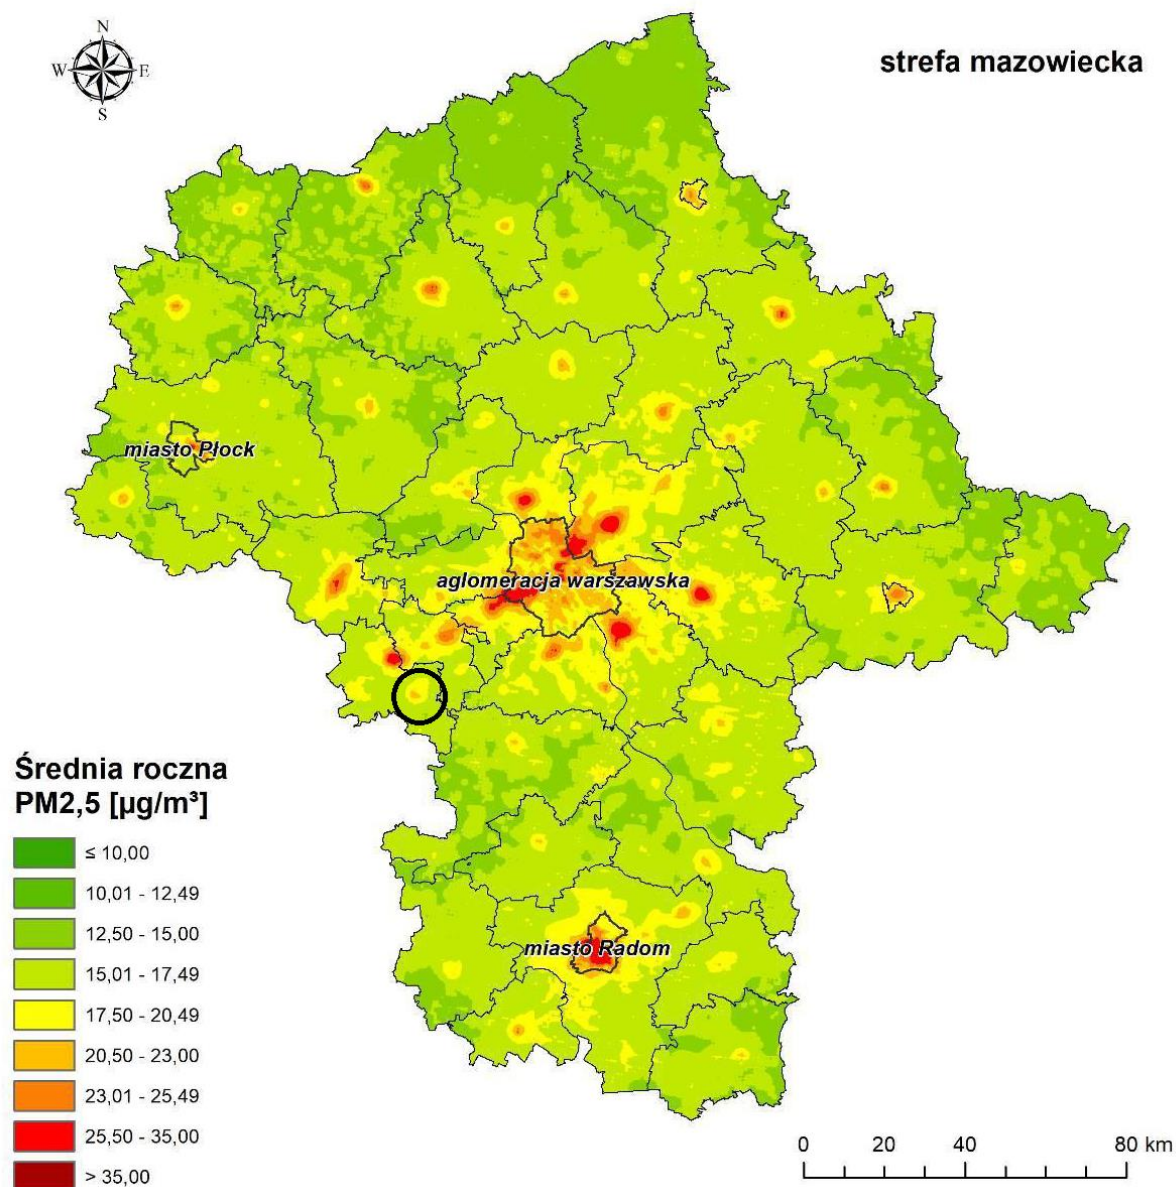 N
W E
S
strefa mazowiecka
miasto Płock
aglomeracja warszawska
miasto Radom
Średnia roczna
PM2,5 [µg/m³]
≤ 10,00
10,01 - 12,49
12,50 - 15,00
15,01 - 17,49
17,50 - 20,49
20,50 - 23,00
23,01 - 25,49
25,50 - 35,00
> 35,00
0 20 40 80 km